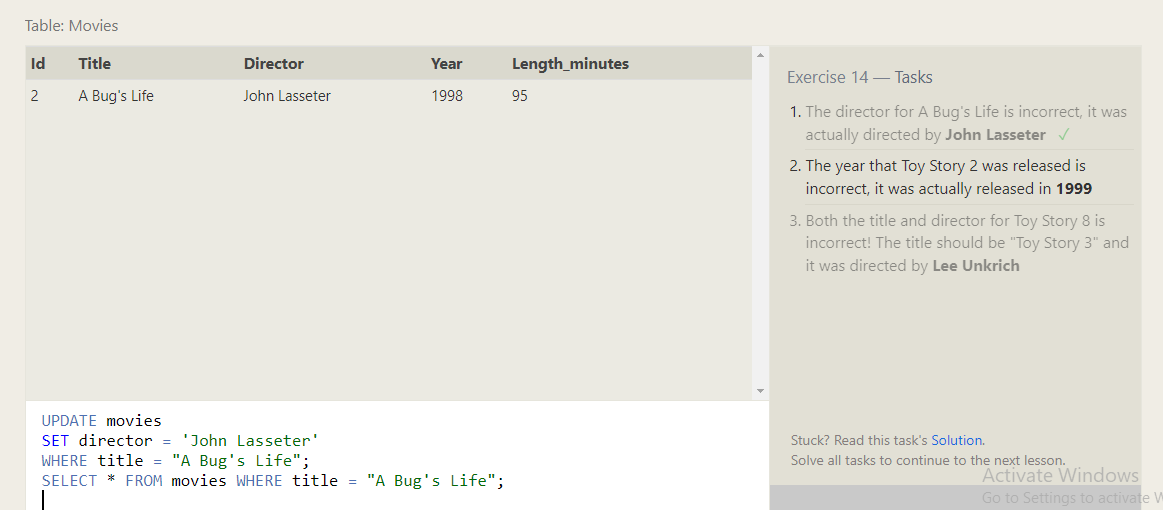 Table: Movies
Id Title Director Year Length_minutes
2 A Bug's Life John Lasseter 1998 95
Exercise 14 — Tasks
1. The director for A Bug's Life is incorrect, it was
actually directed by John Lasseter ✓
2. The year that Toy Story 2 was released is
incorrect, it was actually released in 1999
3. Both the title and director for Toy Story 8 is
incorrect! The title should be "Toy Story 3" and
it was directed by Lee Unkrich
UPDATE movies
SET director = 'John Lasseter'
WHERE title = "A Bug's Life";
SELECT * FROM movies WHERE title = "A Bug's Life";
Stuck? Read this task's Solution.
Solve all tasks to continue to the next lesson.
Activate Windows
Go to Settings to activate W